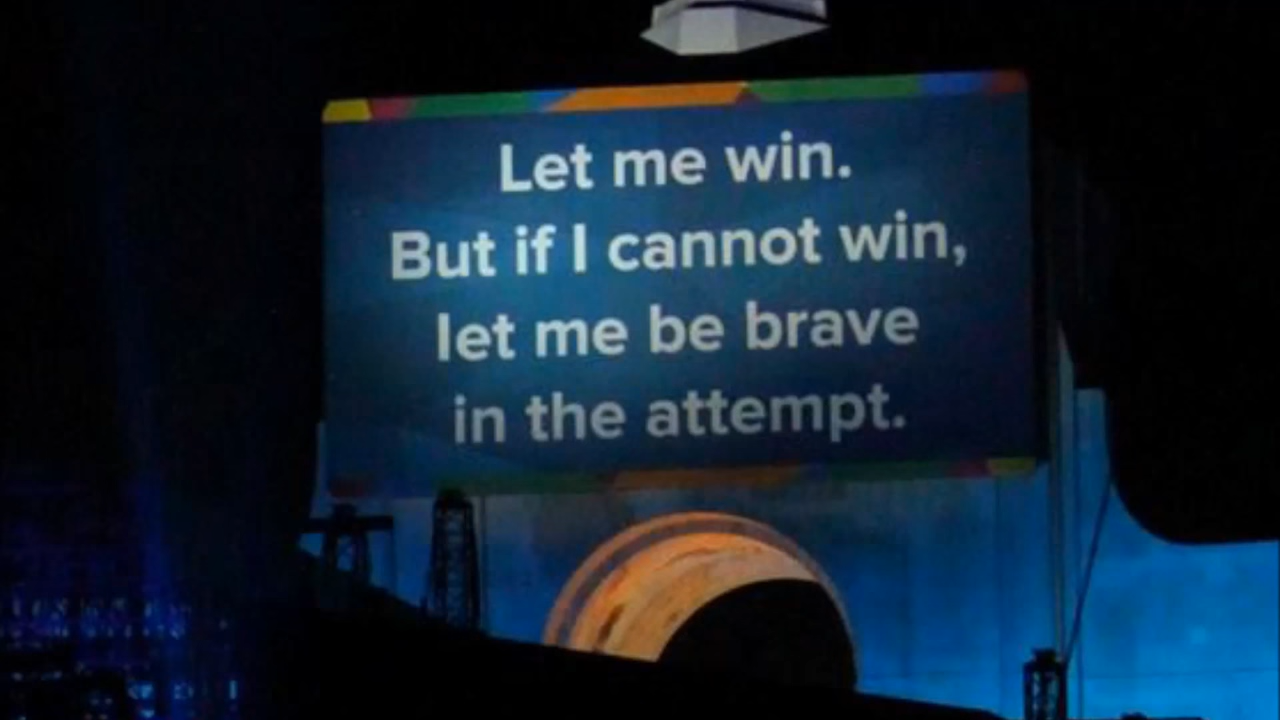 Let me win.
But if I cannot win,
let me be brave
in the attempt.